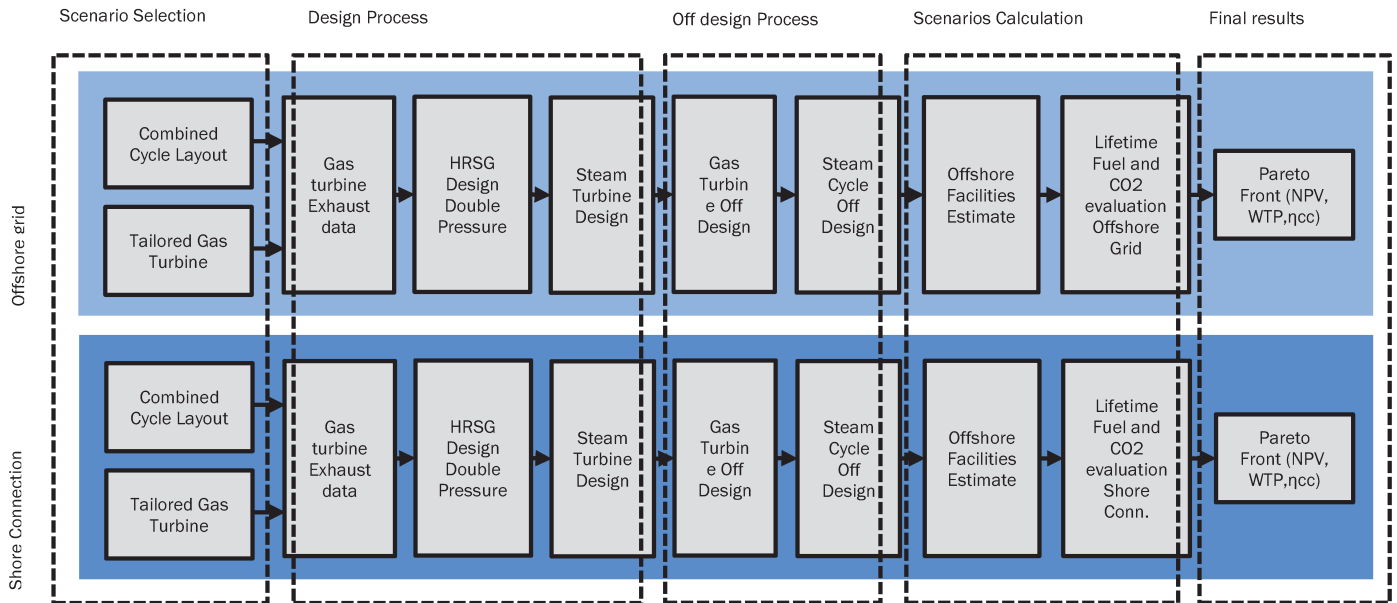 Scenario Selection
Design Process
Off design Process
Scenarios Calculation
Final results
Offshore grid
Combined
Cycle Layout
Tailored Gas
Turbine
Gas
turbine
Exhaust
data
HRSG
Design
Double
Pressure
Steam
Turbine
Design
Gas
Turbin
e Off
Design
Steam
Cycle
Off
Design
Offshore
Facilities
Estimate
Lifetime
Fuel and
CO2
evaluation
Offshore
Grid
Pareto
Front (NPV,
WTP,ηcc)
Shore Connection
Combined
Cycle Layout
Tailored Gas
Turbine
Gas
turbine
Exhaust
data
HRSG
Design
Double
Pressure
Steam
Turbine
Design
Gas
Turbin
e Off
Design
Steam
Cycle
Off
Design
Offshore
Facilities
Estimate
Lifetime
Fuel and
CO2
evaluation
Shore
Conn.
Pareto
Front (NPV,
WTP,ηcc)